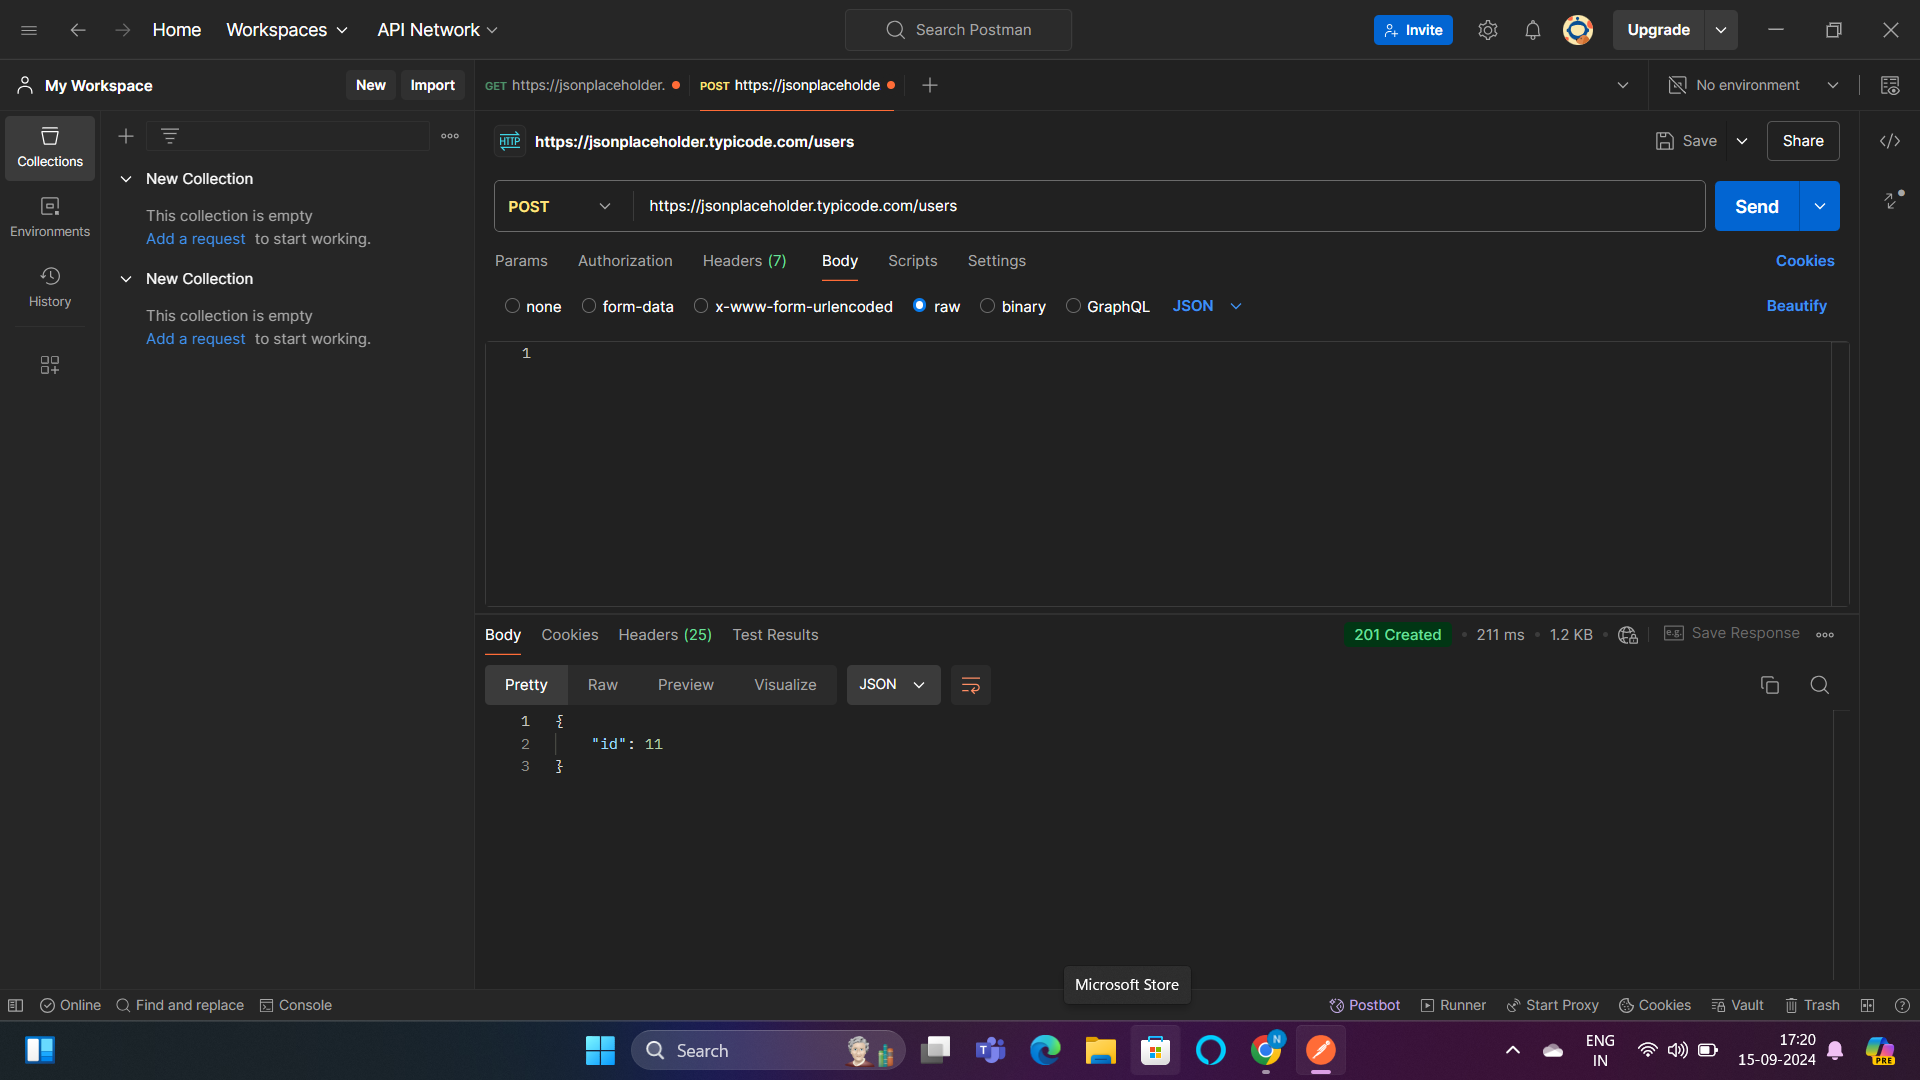 Home Workspaces API Network Search Postman Invite Upgrade
My Workspace New Import GET https://jsonplaceholder. POST https://jsonplaceholde No environment
HTTP https://jsonplaceholder.typicode.com/users Save Share
Collections
New Collection
This collection is empty
Add a request to start working.
New Collection
This collection is empty
Add a request to start working.
Environments
History
POST https://jsonplaceholder.typicode.com/users Send
Params Authorization Headers (7) Body Scripts Settings Cookies
none form-data x-www-form-urlencoded raw binary GraphQL JSON Beautify
1
Body Cookies Headers (25) Test Results 201 Created 211 ms 1.2 KB e.g. Save Response
Pretty Raw Preview Visualize JSON
1 {
2 "id": 11
3 }
Microsoft Store
Online Find and replace Console Postbot Runner Start Proxy Cookies Vault Trash
Search N ENG 17:20
IN 15-09-2024 PRE